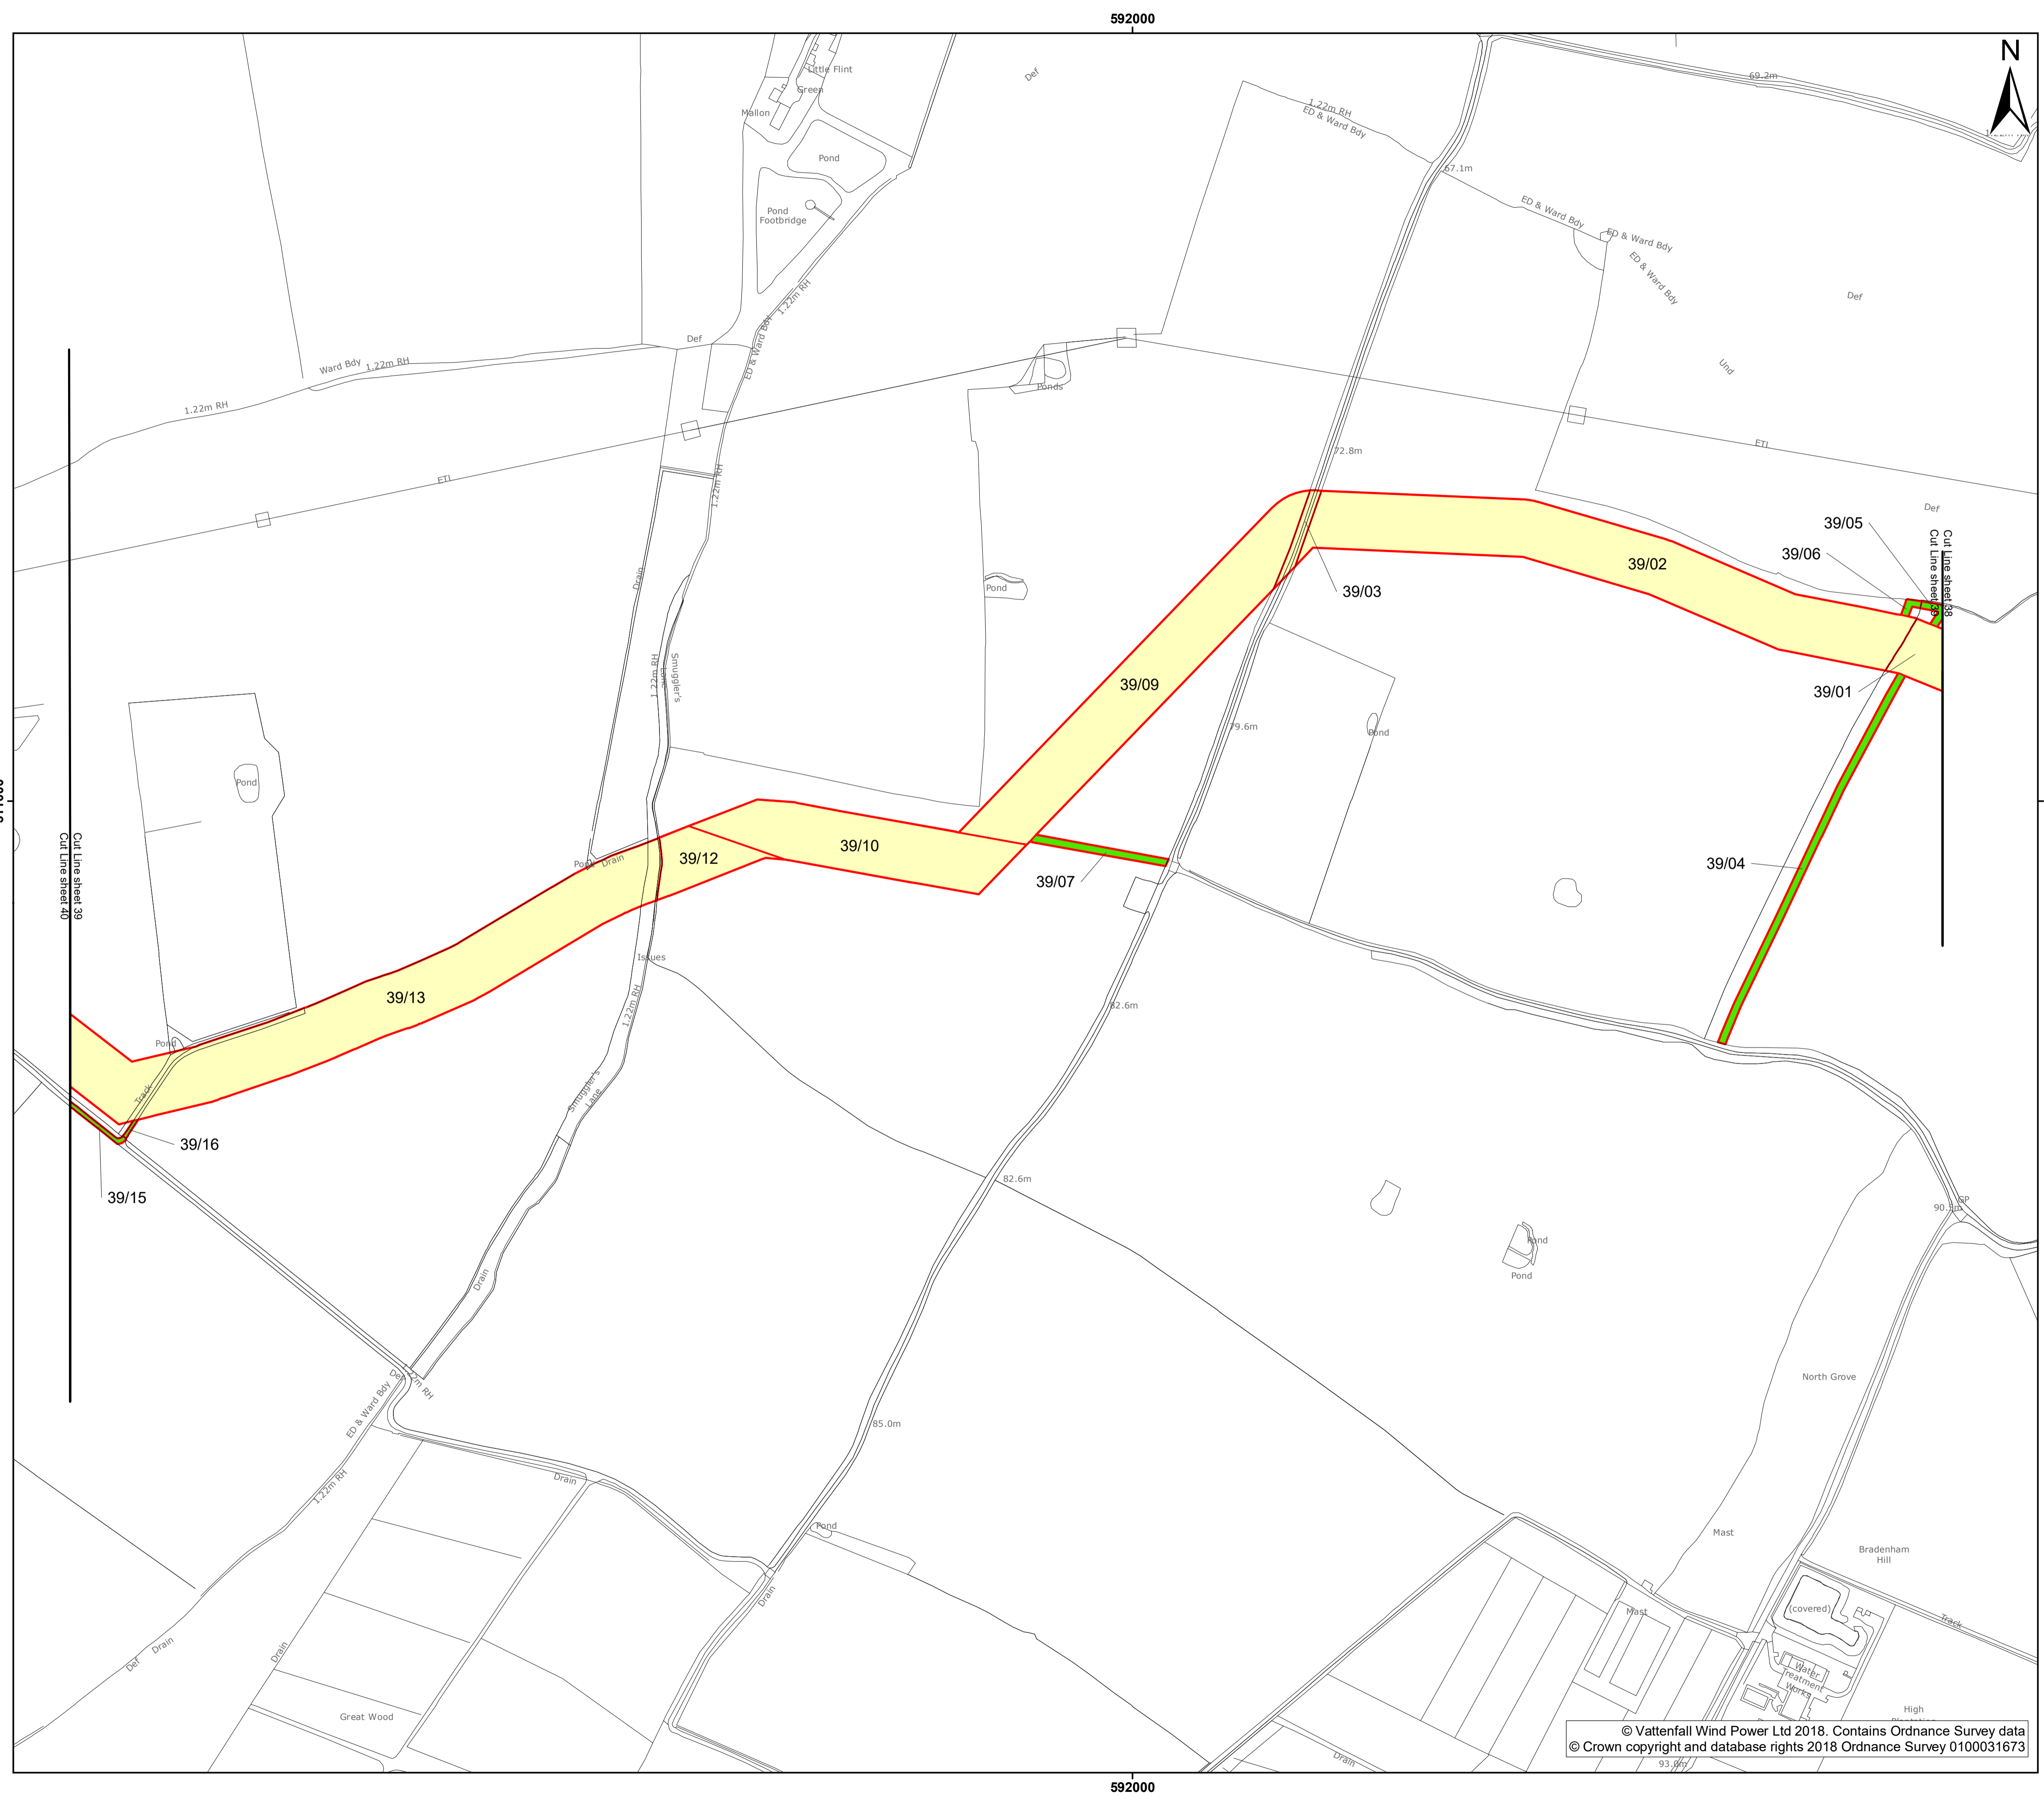 592000
N
Little Flint
Green
Mallon
Pond
Pond
Footbridge
1.22m RH
ED & Ward Bdy
Def
Def
1.22m RH
ED & Ward Bdy
67.1m
69.2m
ED & Ward Bdy
ED & Ward Bdy
ED & Ward Bdy
Def
Und
Ward Bdy
1.22m RH
1.22m RH
ETL
1.22m RH
Ponds
72.8m
ETL
Def
39/05
39/06
39/02
39/03
39/01
Cut Line sheet 38
Drain
1.22m RH
Smuggler's
Lane
Pond
39/09
79.6m
Pond
Pond
39/10
39/12
Drain
39/07
39/04
Cut Line sheet 39
Cut Line sheet 40
39/13
Issues
1.22m RH
82.6m
Pond
Track
39/16
39/15
Smuggler's
Lane
82.6m
GP
Pond
Pond
Drain
Def
ED & Ward Bdy
1.22m RH
85.0m
North Grove
Drain
Pond
Mast
Bradenham
Hill
Drain
Mast
(covered)
Track
Def
Drain
Drain
Great Wood
Water
Treatment
Works
High
Drain
93.0m
© Vattenfall Wind Power Ltd 2018. Contains Ordnance Survey data
© Crown copyright and database rights 2018 Ordnance Survey 0100031673
592000